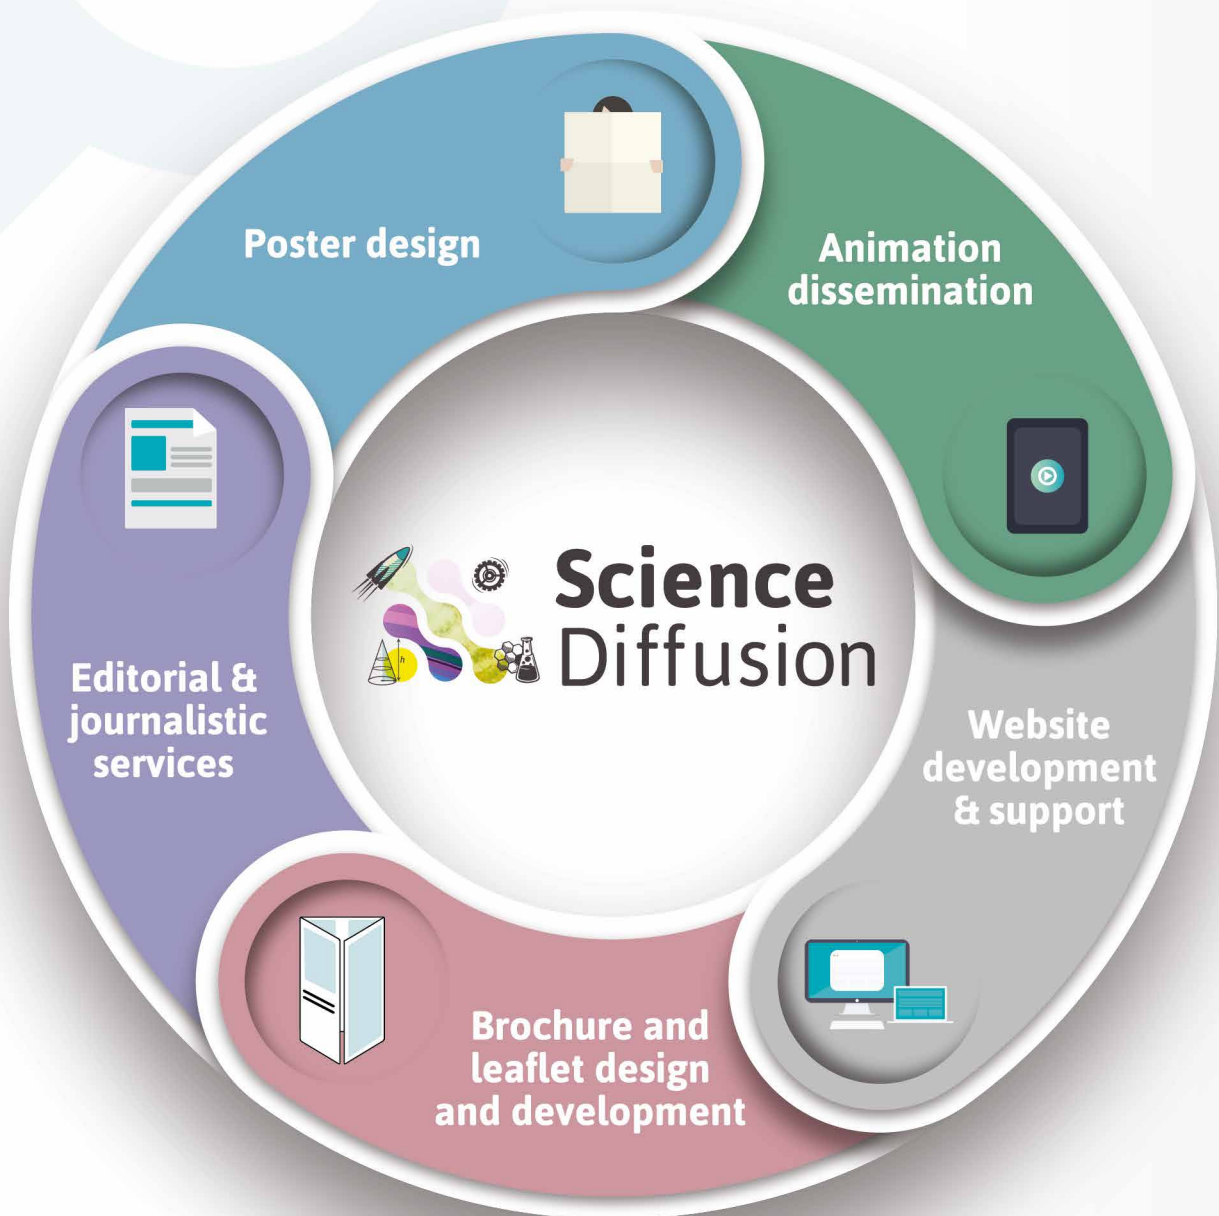 Poster design
Animation
dissemination
Science
Diffusion
h
Editorial &
journalistic
services
Website
development
& support
Brochure and
leaflet design
and development